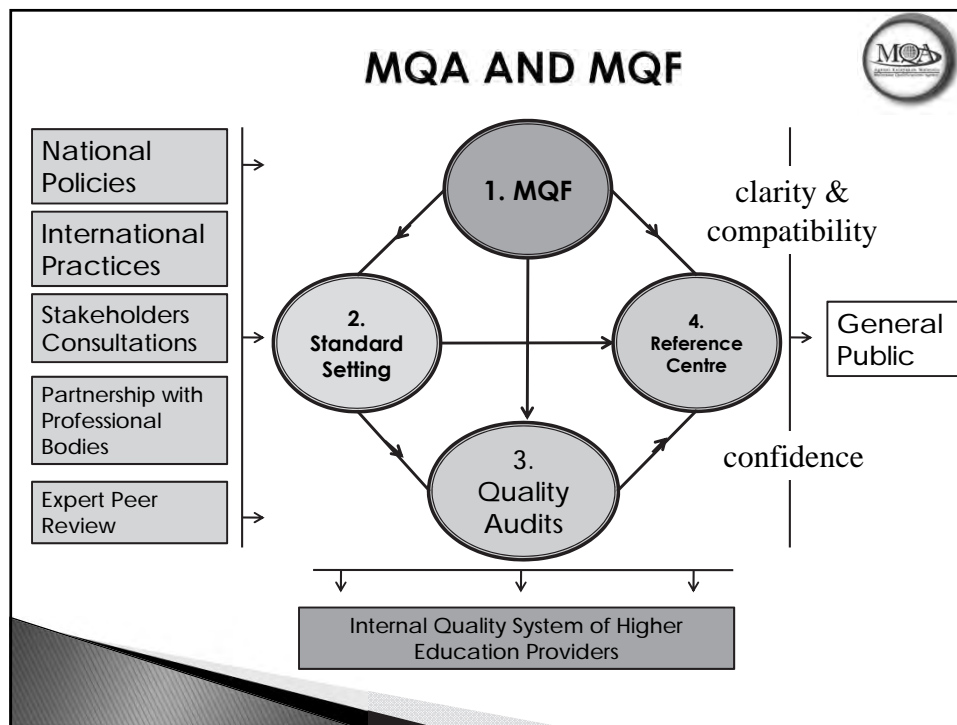 MQA AND MQF
MQA
National
Policies
International
Practices
Stakeholders
Consultations
Partnership with
Professional
Bodies
Expert Peer
Review
1. MQF
2.
Standard
Setting
3.
Quality
Audits
4.
Reference
Centre
clarity &
compatibility
confidence
General
Public
Internal Quality System of Higher
Education Providers